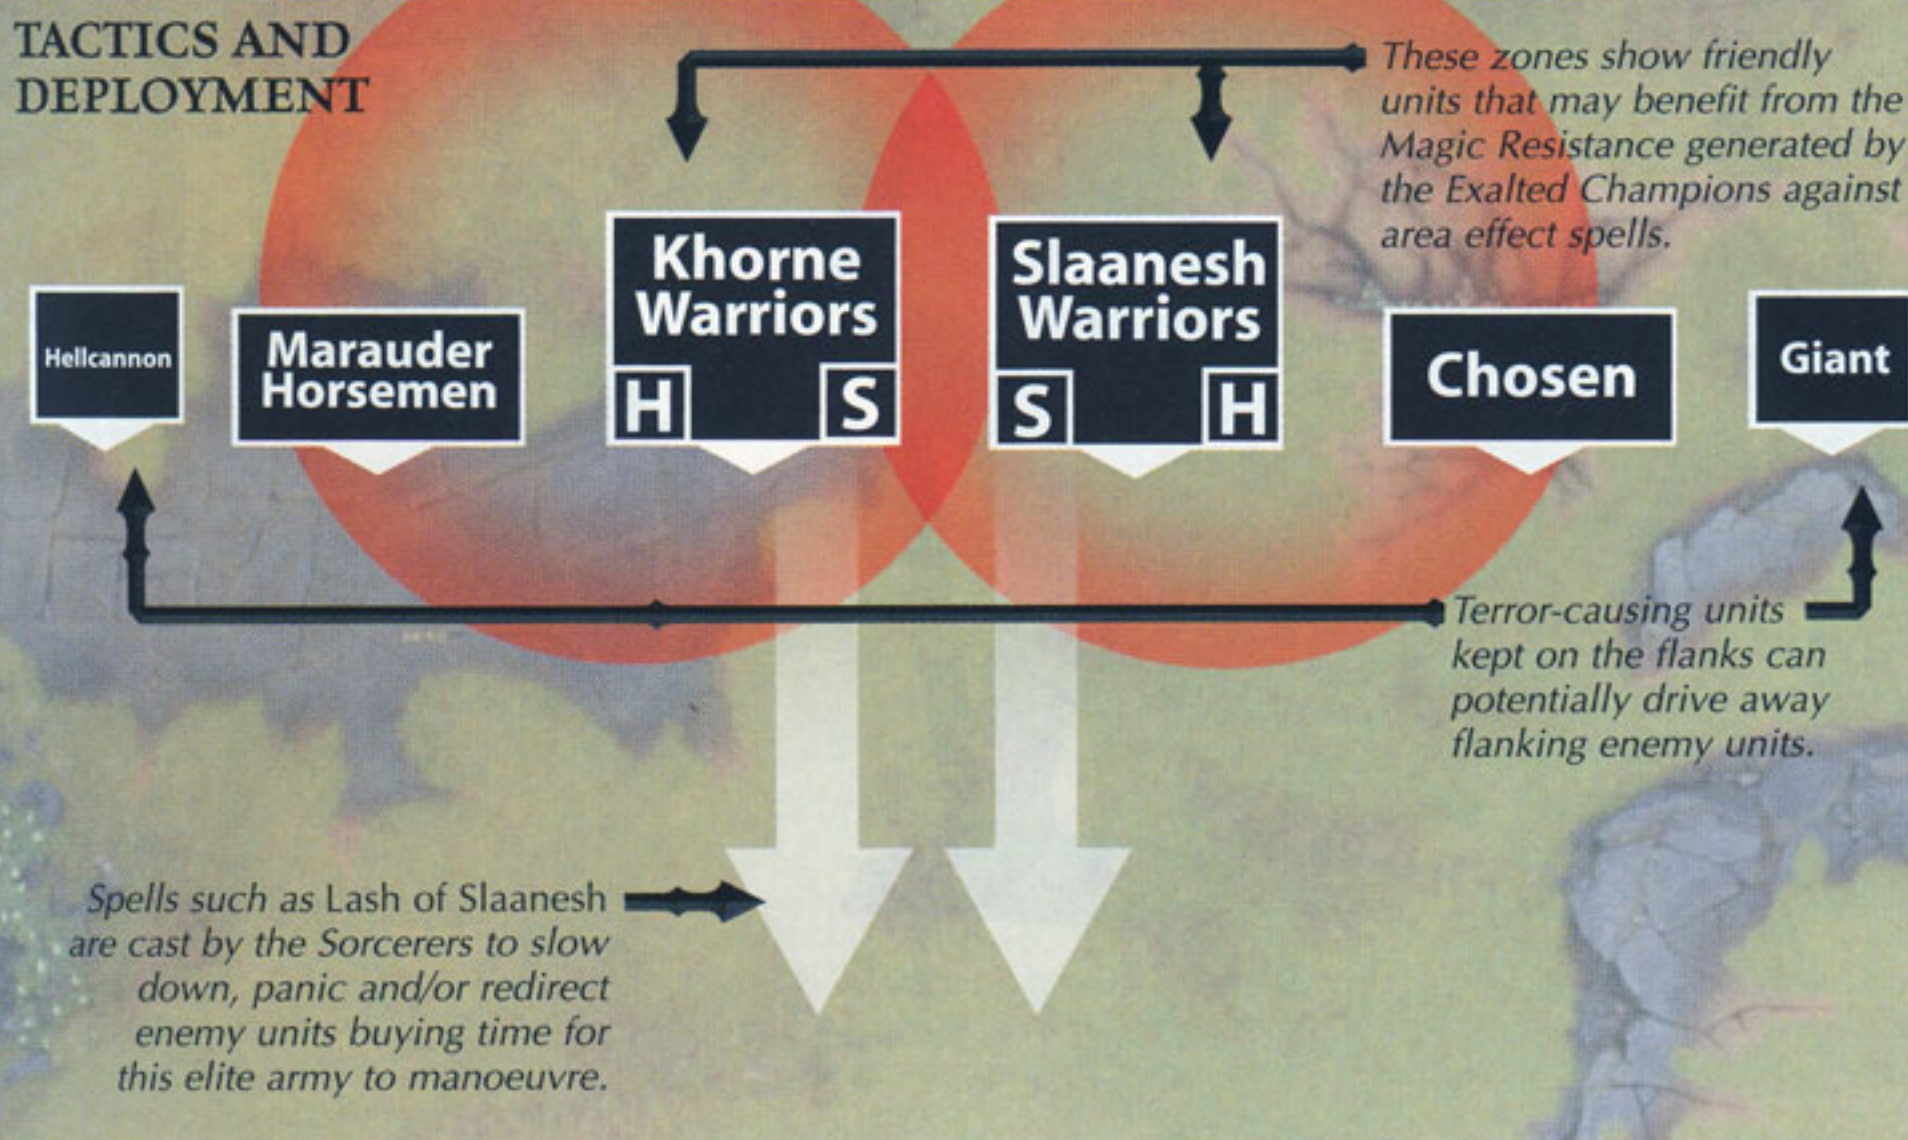 TACTICS AND
DEPLOYMENT
These zones show friendly
units that may benefit from the
Magic Resistance generated by
the Exalted Champions against
area effect spells.
Hellcannon
Marauder
Horsemen
Khorne
Warriors
H
S
Slaanesh
Warriors
S
H
Chosen
Giant
Terror-causing units
kept on the flanks can
potentially drive away
flanking enemy units.
Spells such as Lash of Slaanesh
are cast by the Sorcerers to slow
down, panic and/or redirect
enemy units buying time for
this elite army to manoeuvre.